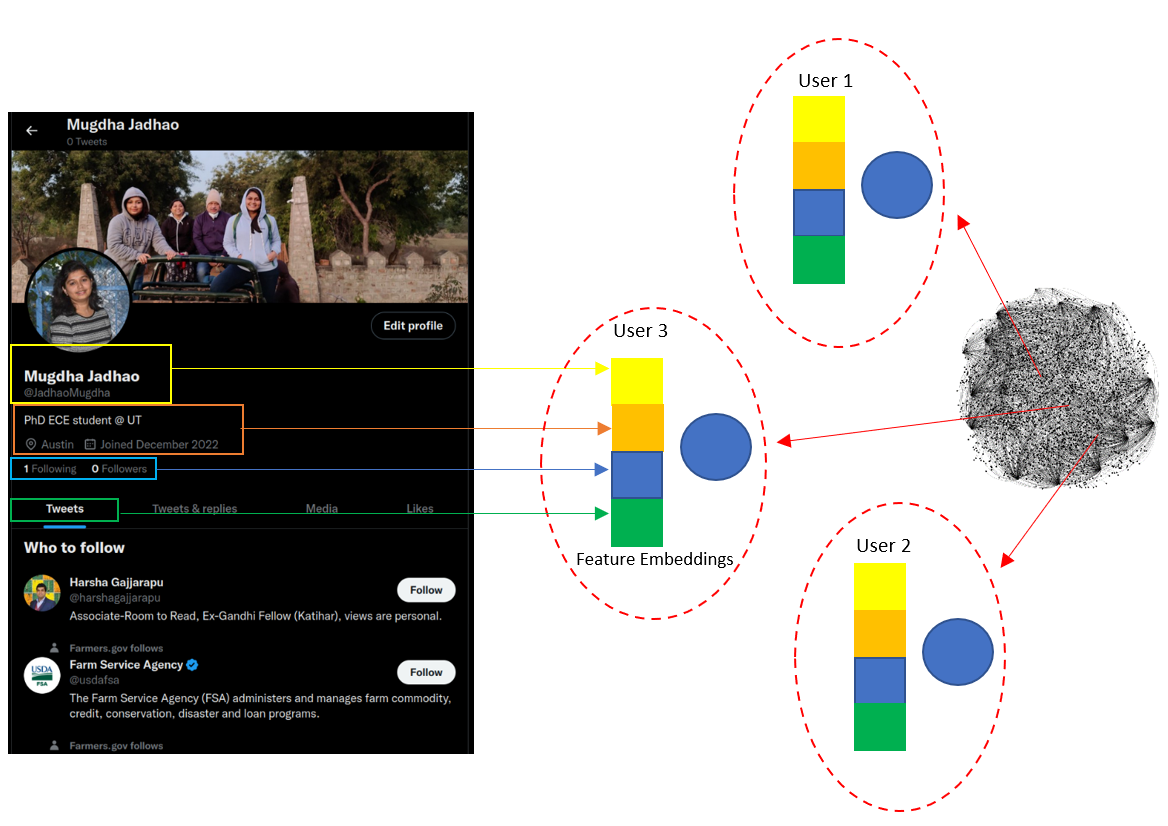 Mugdha Jadhao
0 Tweets
Edit profile
Mugdha Jadhao
@JadhaoMugdha
PhD ECE student @ UT
Austin Joined December 2022
1 Following 0 Followers
Tweets Tweets & replies Media Likes
Who to follow
Harsha Gajjarapu
@harshagajjarapu
Follow
Associate-Room to Read, Ex-Gandhi Fellow (Katihar), views are personal.
Farmers.gov follows
USDA
FSA
Farm Service Agency
@usdafsa
Follow
The Farm Service Agency (FSA) administers and manages farm commodity,
credit, conservation, disaster and loan programs.
Farmers.gov follows
User 1
User 3
Feature Embeddings
User 2